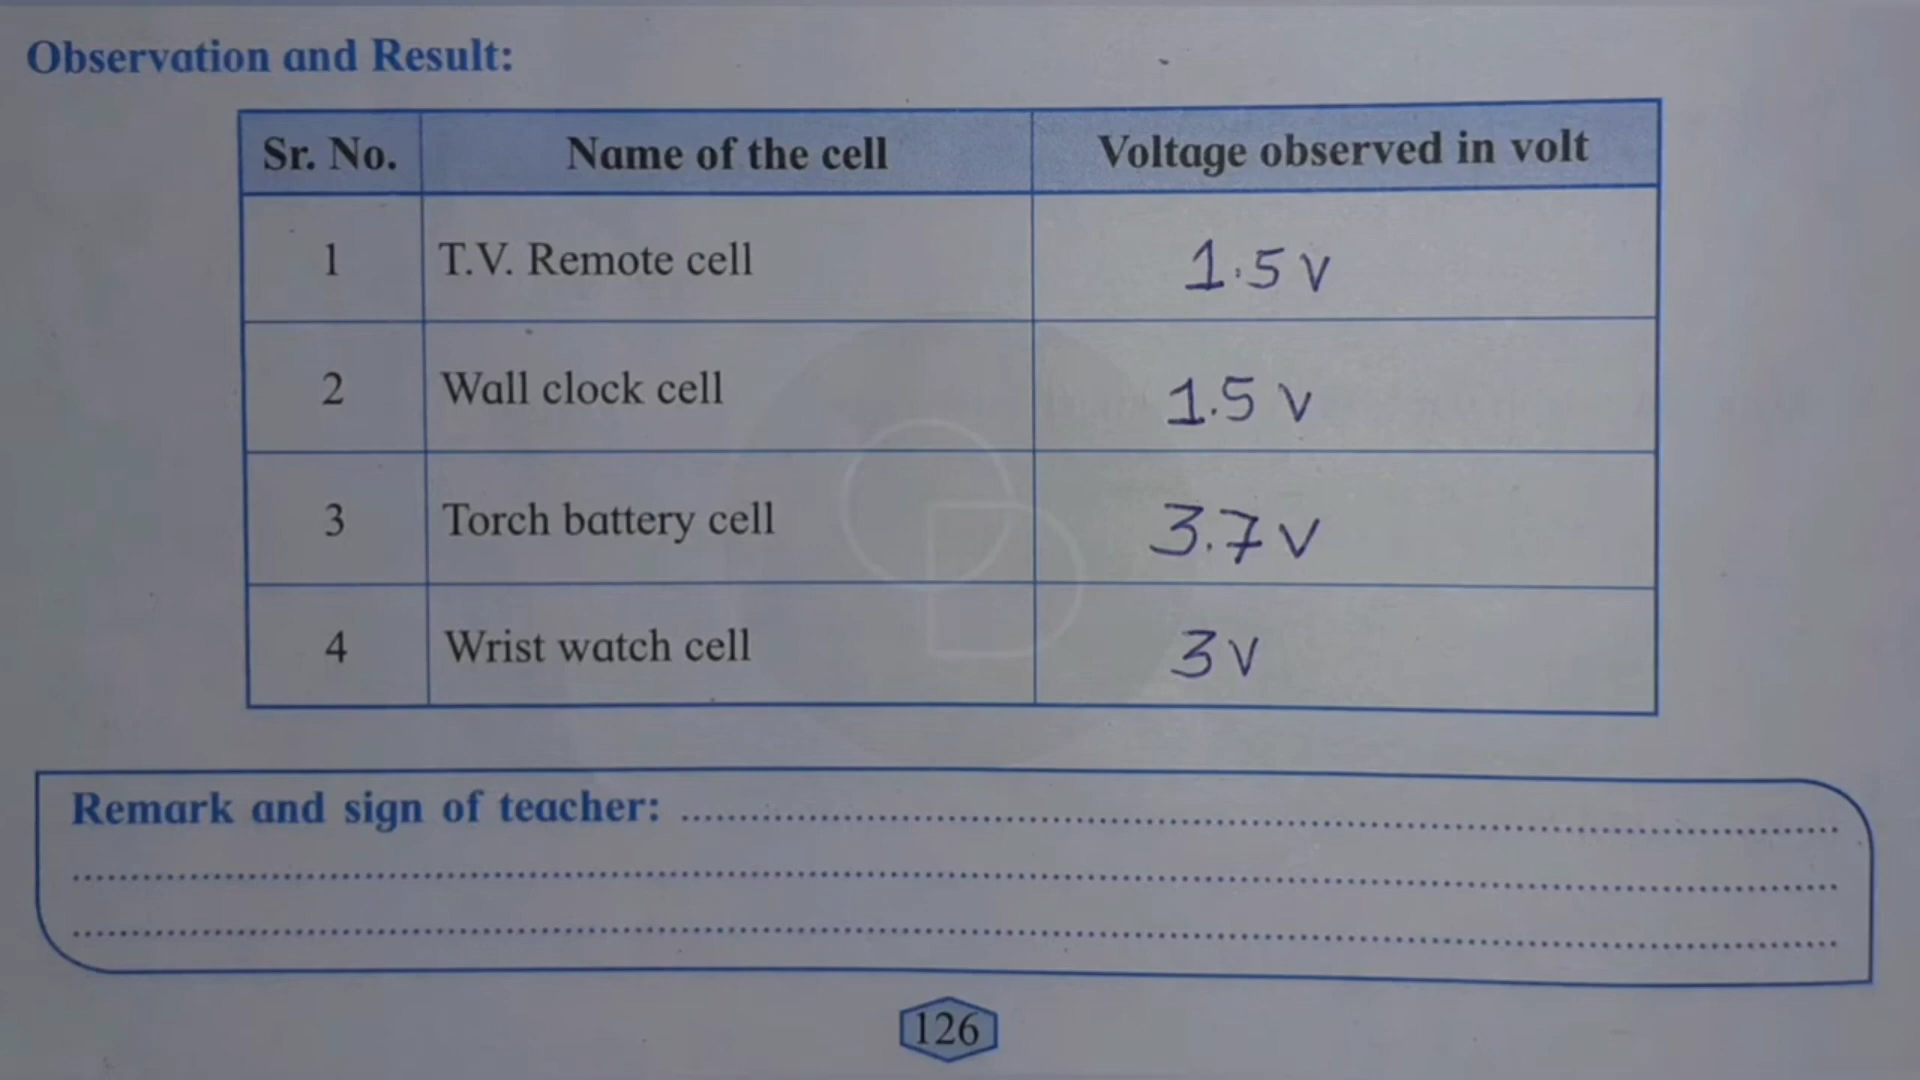 Observation and Result:
Sr. No. Name of the cell Voltage observed in volt
1 T.V. Remote cell 1.5 V
2 Wall clock cell 1.5 V
3 Torch battery cell 3.7 V
4 Wrist watch cell 3 V
Remark and sign of teacher:
126